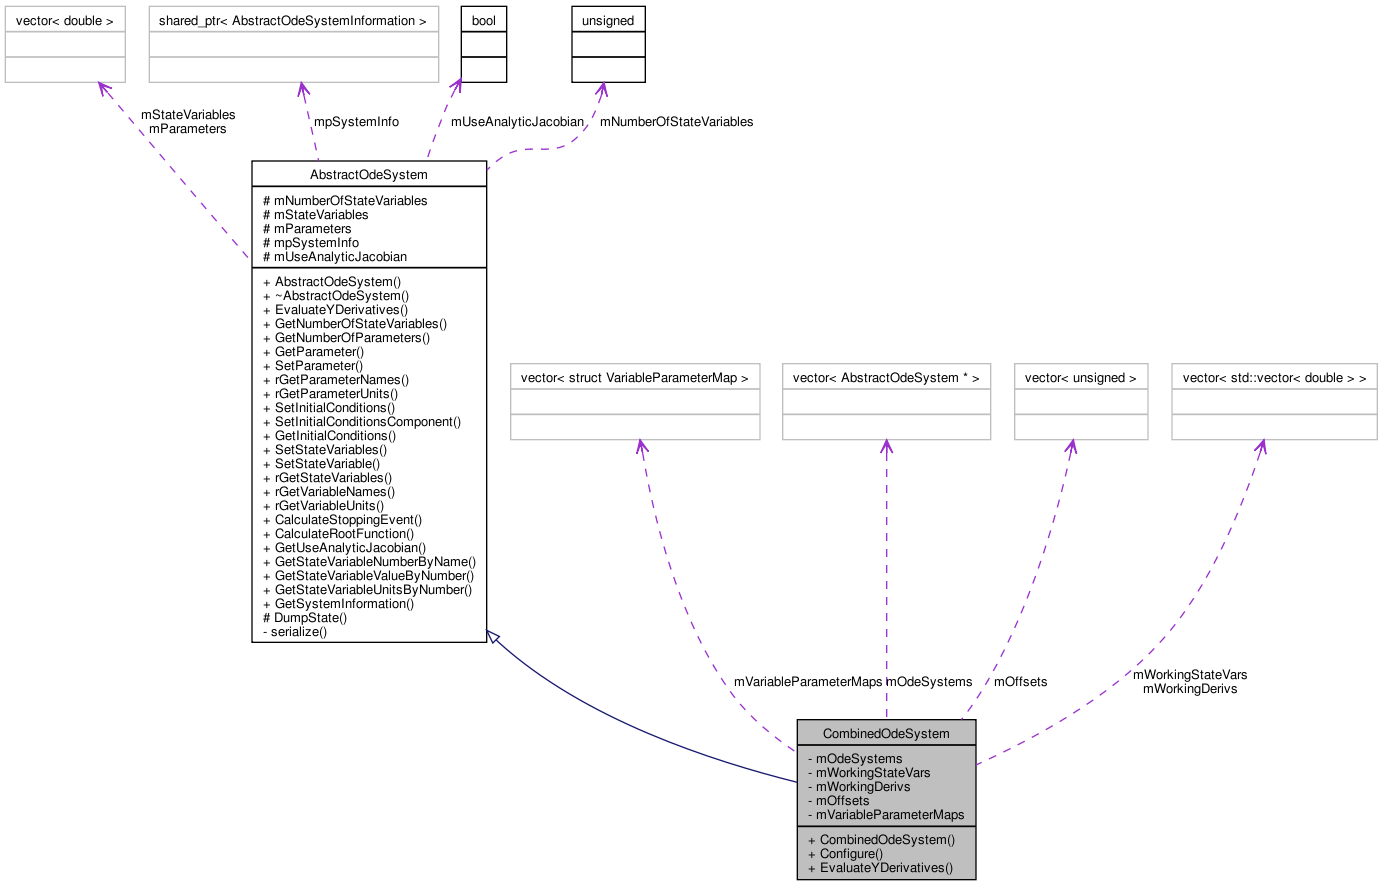 vector< double >
shared_ptr< AbstractOdeSystemInformation >
bool
unsigned
mStateVariables
mParameters
mpSystemInfo
mUseAnalyticJacobian
mNumberOfStateVariables
AbstractOdeSystem
# mNumberOfStateVariables
# mStateVariables
# mParameters
# mpSystemInfo
# mUseAnalyticJacobian
+ AbstractOdeSystem()
+ ~AbstractOdeSystem()
+ EvaluateYDerivatives()
+ GetNumberOfStateVariables()
+ GetNumberOfParameters()
+ GetParameter()
+ SetParameter()
+ rGetParameterNames()
+ rGetParameterUnits()
+ SetInitialConditions()
+ SetInitialConditionsComponent()
+ GetInitialConditions()
+ SetStateVariables()
+ SetStateVariable()
+ rGetStateVariables()
+ rGetVariableNames()
+ rGetVariableUnits()
+ CalculateStoppingEvent()
+ CalculateRootFunction()
+ GetUseAnalyticJacobian()
+ GetStateVariableNumberByName()
+ GetStateVariableValueByNumber()
+ GetStateVariableUnitsByNumber()
+ GetSystemInformation()
# DumpState()
- serialize()
vector< struct VariableParameterMap >
vector< AbstractOdeSystem * >
vector< unsigned >
vector< std::vector< double > >
mVariableParameterMaps
mOdeSystems
mOffsets
mWorkingStateVars
mWorkingDerivs
CombinedOdeSystem
- mOdeSystems
- mWorkingStateVars
- mWorkingDerivs
- mOffsets
- mVariableParameterMaps
+ CombinedOdeSystem()
+ Configure()
+ EvaluateYDerivatives()